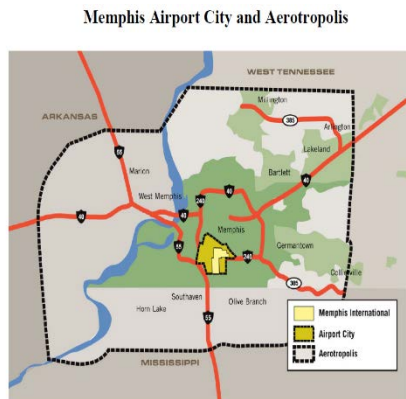 Memphis Airport City and Aerotropolis
WEST TENNESSEE
ARKANSAS
Millington
385
Arlington
Lakeland
55
Marion
Bartlett
40
West Memphis
40
240
40
40
Memphis
55
Germantown
240
Collierville
385
Southaven
Olive Branch
Horn Lake
55
MISSISSIPPI
Memphis International
Airport City
Aerotropolis